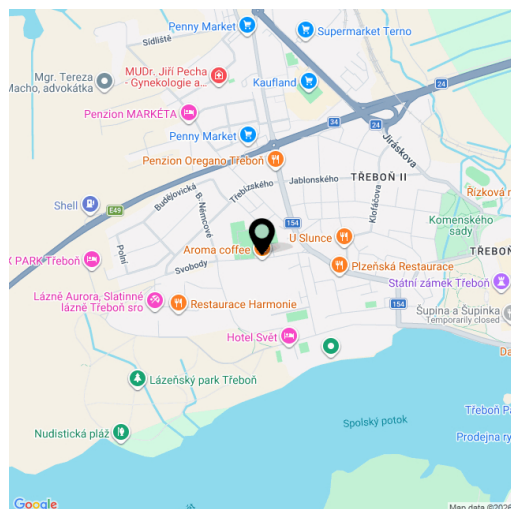 Penny Market
Supermarket Terno
Sídliště
Mgr. Tereza
Macho, advokátka
MUDr. Jiří Pecha
- Gynekologie a...
Kaufland
24
Penzion MARKÉTA
Penny Market
34
24
Jiráskova
Penzion Oregano Třeboň
Třebízského
Jablonského
TŘEBOŇ II
Budějovická
B. Němcové
Klofáčova
Řízková r
Shell
E49
154
Komenského
sady
Polní
Aroma coffee
U Slunce
TŘEBOŇ
X PARK Třeboň
Svobody
Plzeňská Restaurace
Státní zámek Třeboň
Lázně Aurora, Slatinné
lázně Třeboň sro
Restaurace Harmonie
154
Šupina a Šupinka
Temporarily closed
Hotel Svět
Da
Lázeňský park Třeboň
Třeboň Pa
Spolský potok
Nudistická pláž
Prodejna ry
Google
Map data ©2026